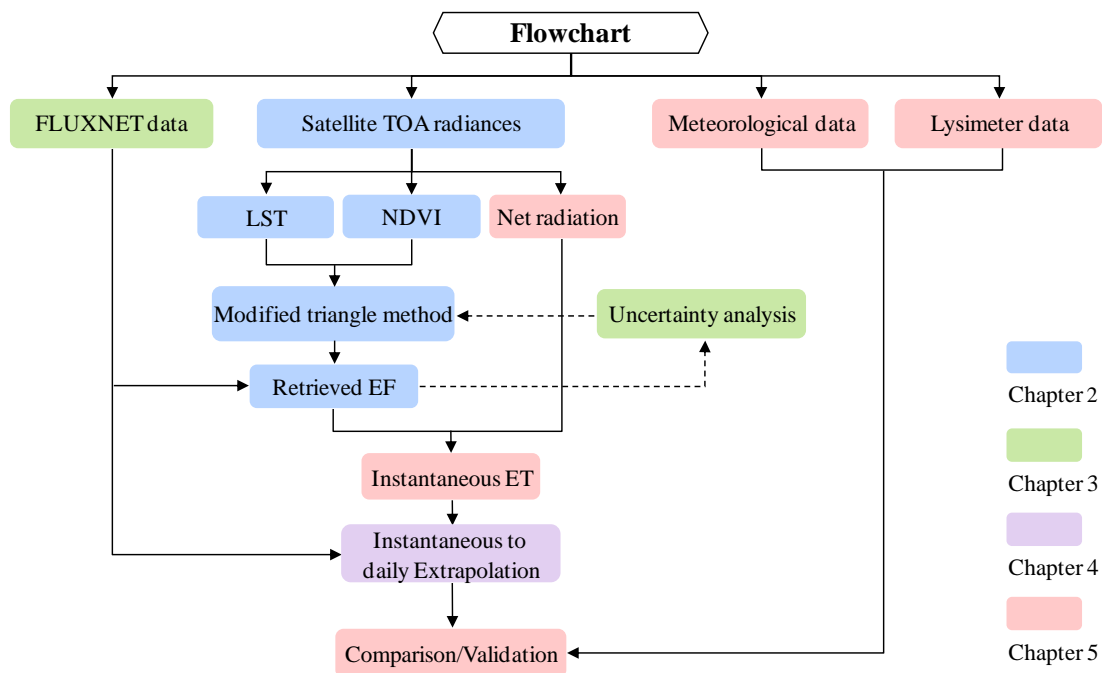 Flowchart
FLUXNET data
Satellite TOA radiances
Meteorological data
Lysimeter data
LST
NDVI
Net radiation
Modified triangle method
Uncertainty analysis
Retrieved EF
Instantaneous ET
Instantaneous to
daily Extrapolation
Comparison/Validation
Chapter 2
Chapter 3
Chapter 4
Chapter 5